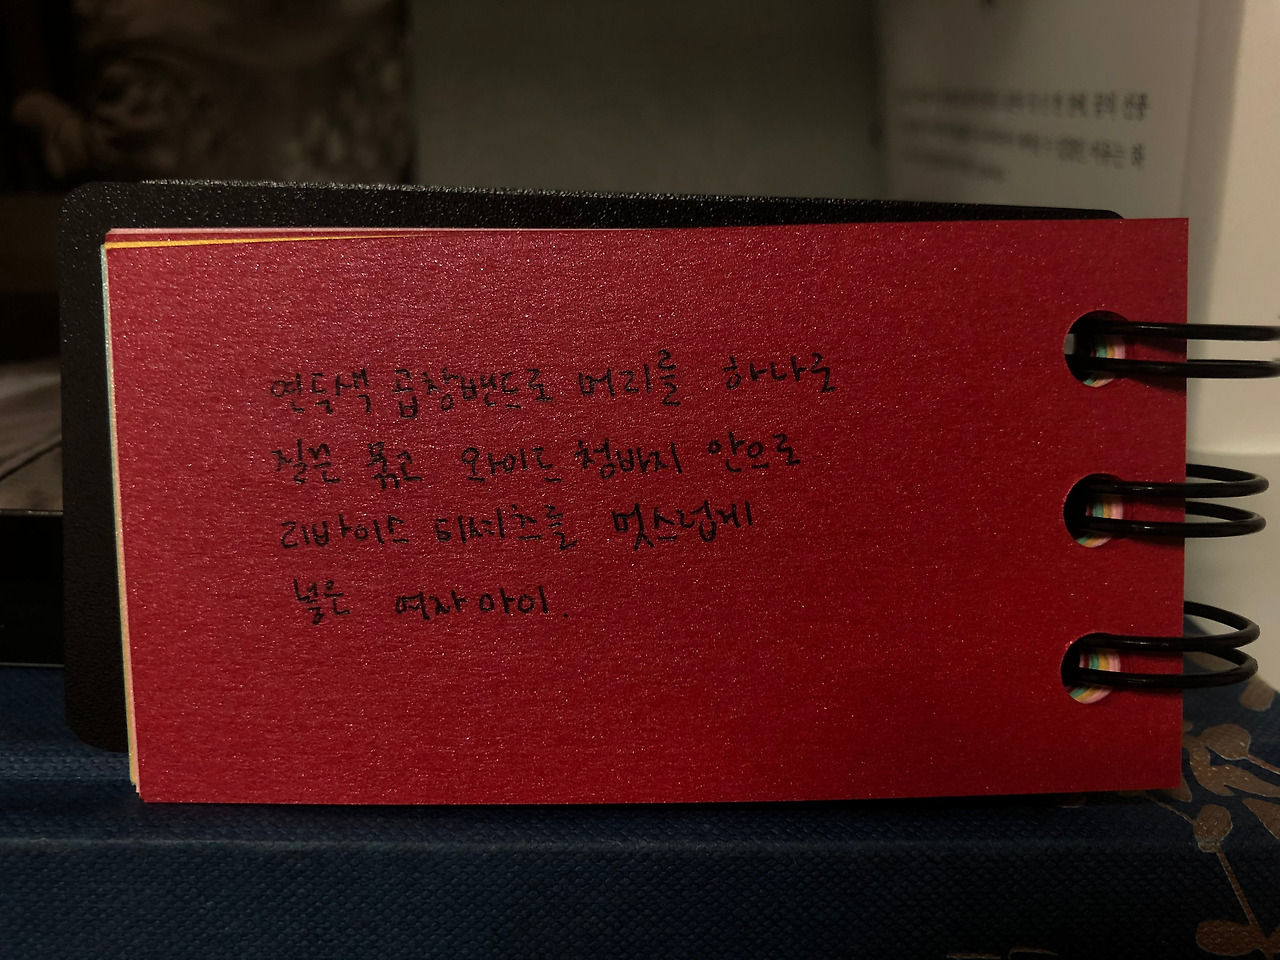 연두색 곱창밴드로 머리를 하나로
질끈 묶고 와이드 청바지 안으로
리바이스 티셔츠를 멋스럽게
넣은 여자아이.